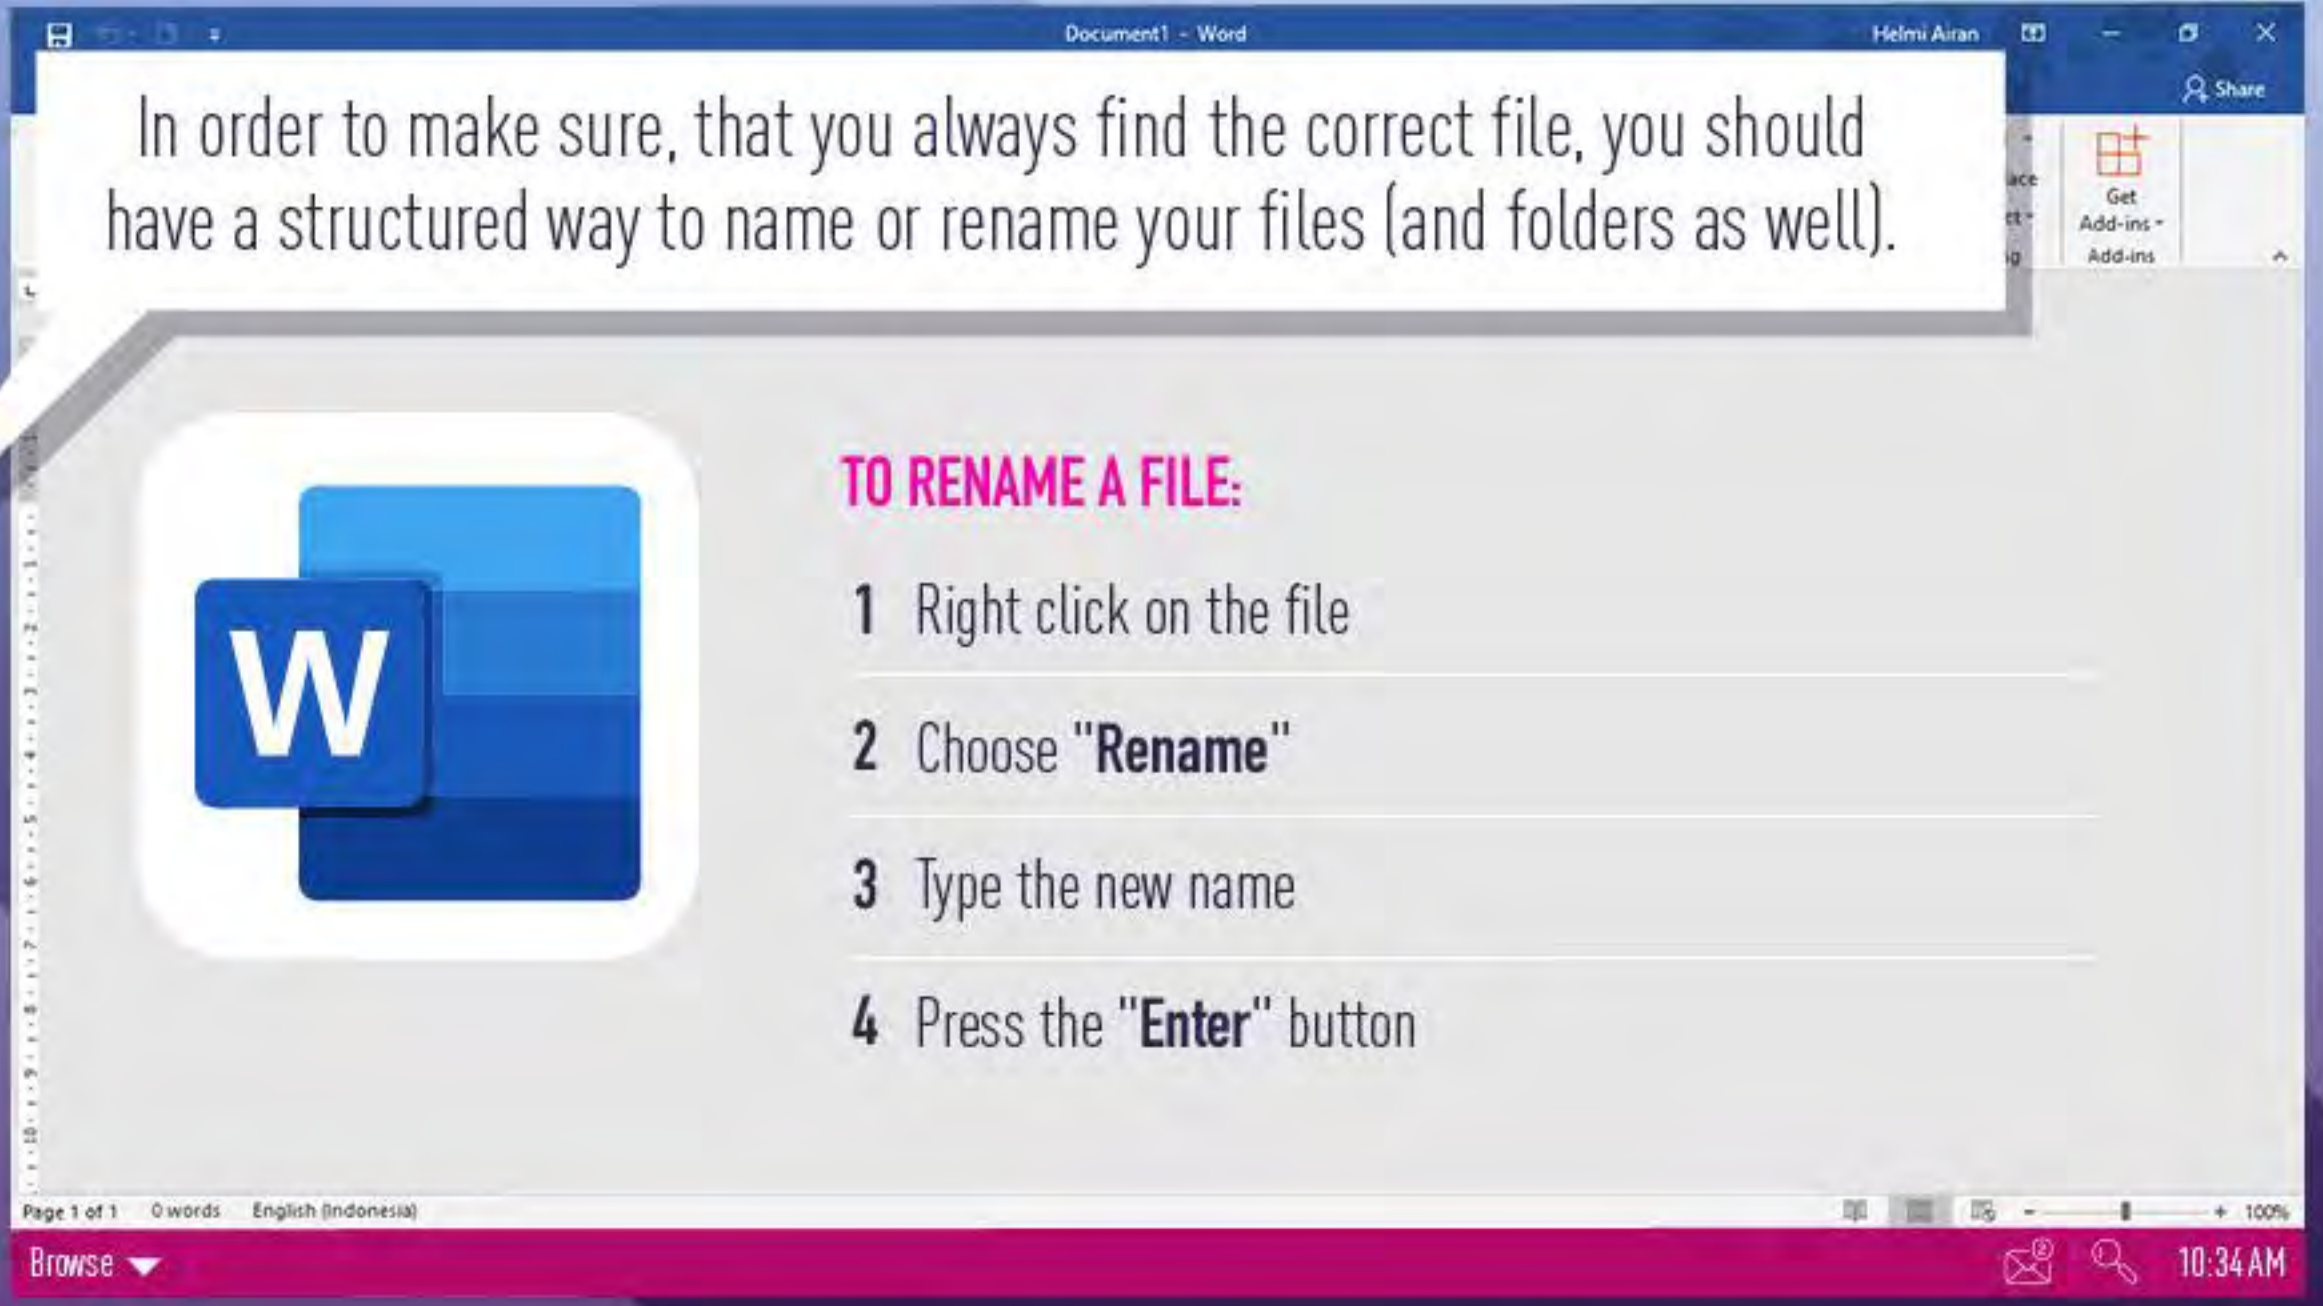 Document1 - Word
Helmi Airan
Share
In order to make sure, that you always find the correct file, you should
have a structured way to name or rename your files (and folders as well).
Get
Add-ins
Add-ins
W
TO RENAME A FILE:
1 Right click on the file
2 Choose "Rename"
3 Type the new name
4 Press the "Enter" button
Page 1 of 1 0 words English (Indonesia)
100%
Browse
2
10:34 AM